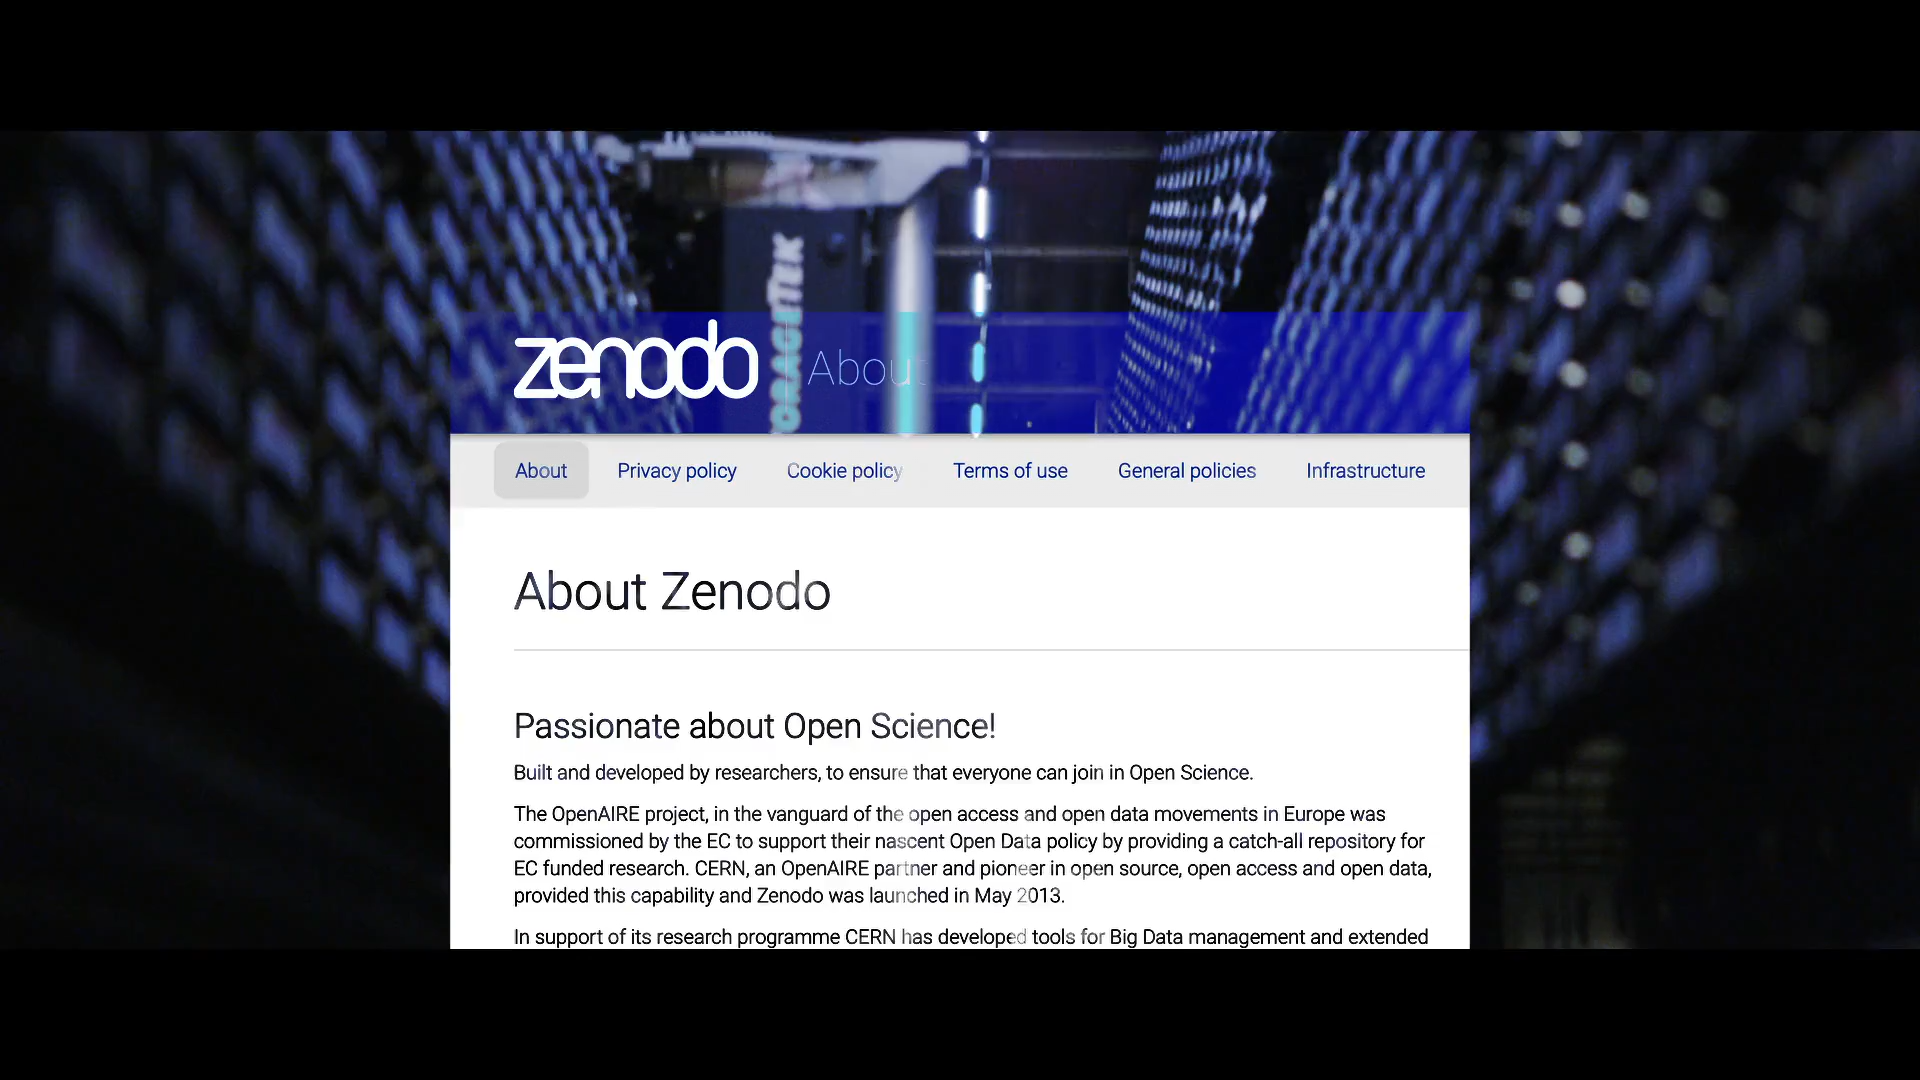 zenodo About
About Privacy policy Cookie policy Terms of use General policies Infrastructure
About Zenodo
Passionate about Open Science!
Built and developed by researchers, to ensure that everyone can join in Open Science.
The OpenAIRE project, in the vanguard of the open access and open data movements in Europe was
commissioned by the EC to support their nascent Open Data policy by providing a catch-all repository for
EC funded research. CERN, an OpenAIRE partner and pioneer in open source, open access and open data,
provided this capability and Zenodo was launched in May 2013.
In support of its research programme CERN has developed tools for Big Data management and extended